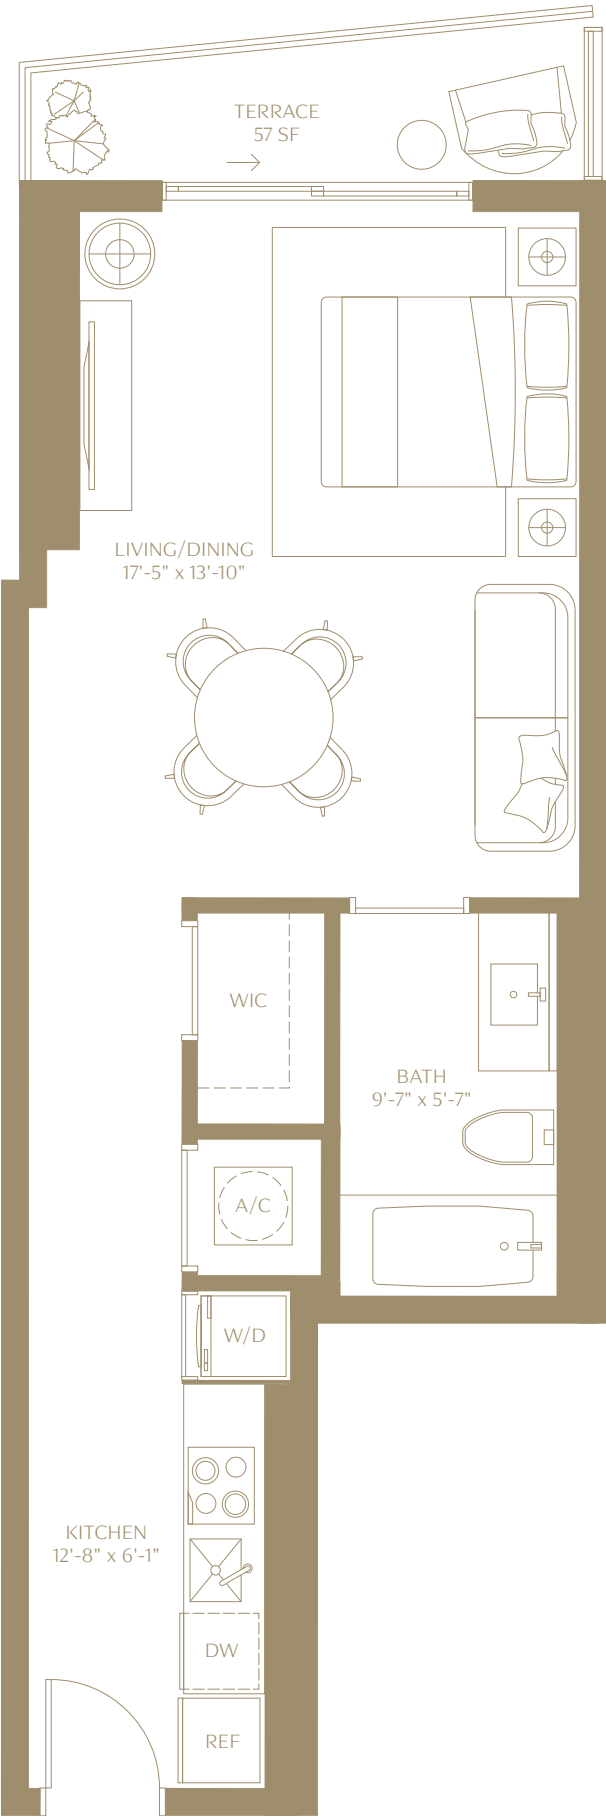 TERRACE
57 SF
LIVING/DINING
17'-5" x 13'-10"
WIC
BATH
9'-7" x 5'-7"
A/C
W/D
KITCHEN
12'-8" x 6'-1"
DW
REF